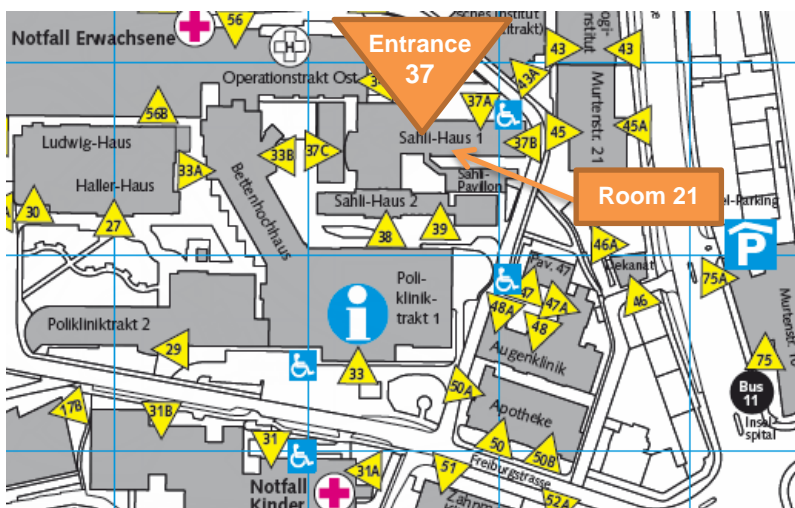 56
Notfall Erwachsene
H
Entrance
37
43
43
43A
Operationstrakt Ost
37A
56B
Ludwig-Haus
33A
Haller-Haus
30
27
33B
37C
Bettenhochhaus
Sahli-Haus 1
37B
45
Murtenstr. 21
45A
Sahli-
Pavillon
Room 21
Sahli-Haus 2
38
39
46A
Dekanat
46
P
75A
Pav. 47
47
47A
48A
48
Augenklinik
Poli-
klinik-
trakt 1
i
Polikliniktrakt 2
29
33
50A
Apotheke
50
50B
75
Bus
11
Insel-
spital
17B
31B
31
31A
Notfall
Kinder
51
Freiburgstrasse
52A